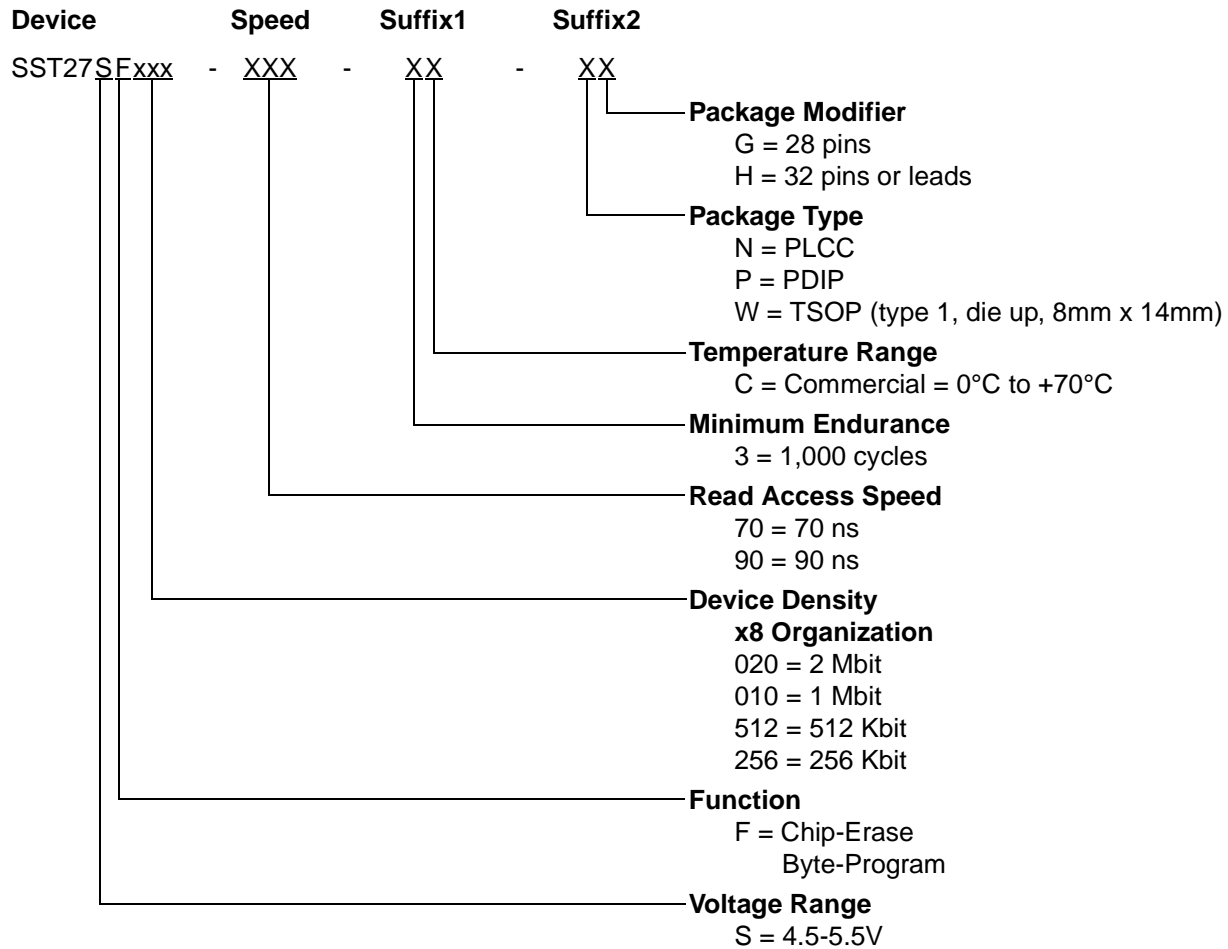 Device Speed Suffix1 Suffix2
SST27SFxxx - XXX - XX - XX
Package Modifier
G = 28 pins
H = 32 pins or leads
Package Type
N = PLCC
P = PDIP
W = TSOP (type 1, die up, 8mm x 14mm)
Temperature Range
C = Commercial = 0°C to +70°C
Minimum Endurance
3 = 1,000 cycles
Read Access Speed
70 = 70 ns
90 = 90 ns
Device Density
x8 Organization
020 = 2 Mbit
010 = 1 Mbit
512 = 512 Kbit
256 = 256 Kbit
Function
F = Chip-Erase
Byte-Program
Voltage Range
S = 4.5-5.5V